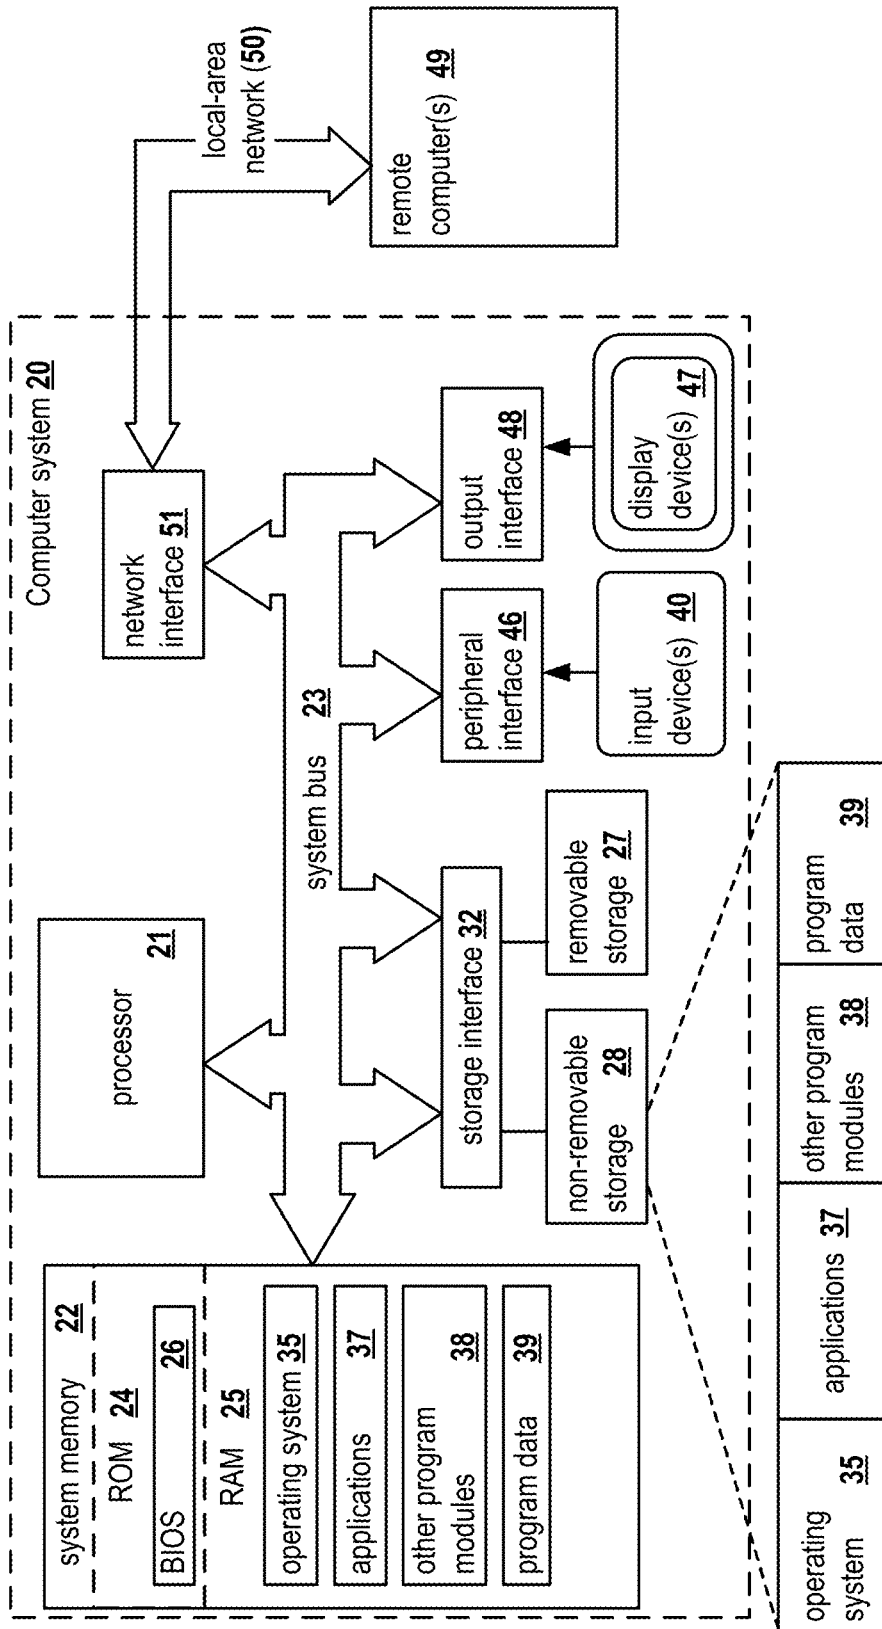 Computer system 20
system memory 22
ROM 24
BIOS 26
RAM 25
operating system 35
applications 37
other program
modules 38
program data 39
processor
21
network
interface 51
local-area
network (50)
remote
computer(s) 49
system bus 23
storage interface 32
peripheral
interface 46
output
interface 48
non-removable
storage 28
removable
storage 27
input
device(s) 40
display
device(s) 47
operating
system 35
applications 37
other program
modules 38
program
data 39